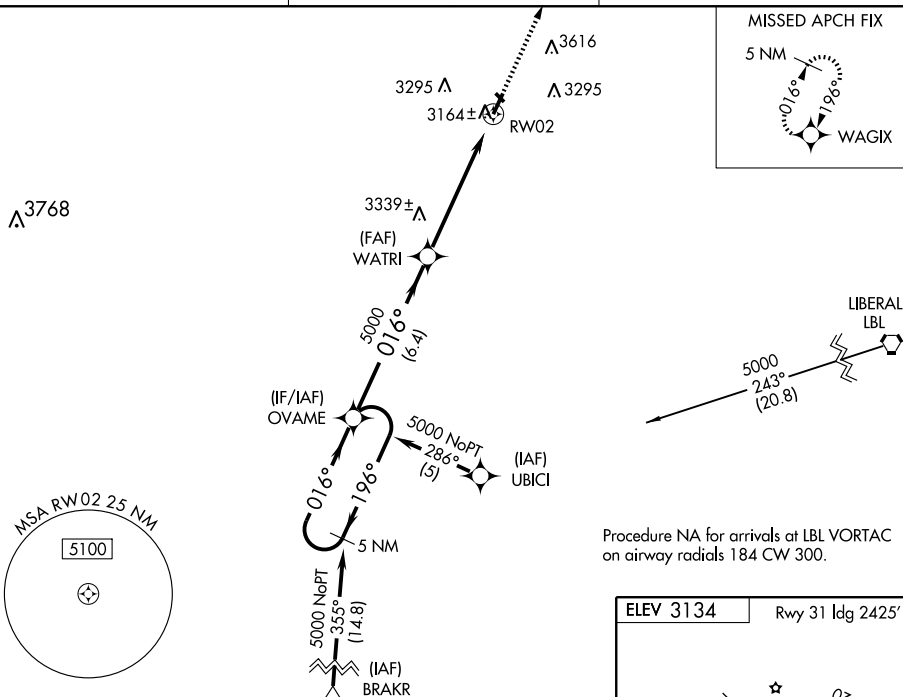 MISSED APCH FIX
5 NM
016°
196°
WAGIX
3616
3295
3295
3164±
RW02
3768
3339±
(FAF)
WATRI
5000
016°
(6.4)
LIBERAL
LBL
5000
243°
(20.8)
(IF/IAF)
OVAME
5000 NoPT
286°
(5)
(IAF)
UBICI
016°
196°
5 NM
MSA RW02 25 NM
5100
Procedure NA for arrivals at LBL VORTAC
on airway radials 184 CW 300.
5000 NoPT
355°
(14.8)
(IAF)
BRAKR
ELEV 3134
Rwy 31 ldg 2425'